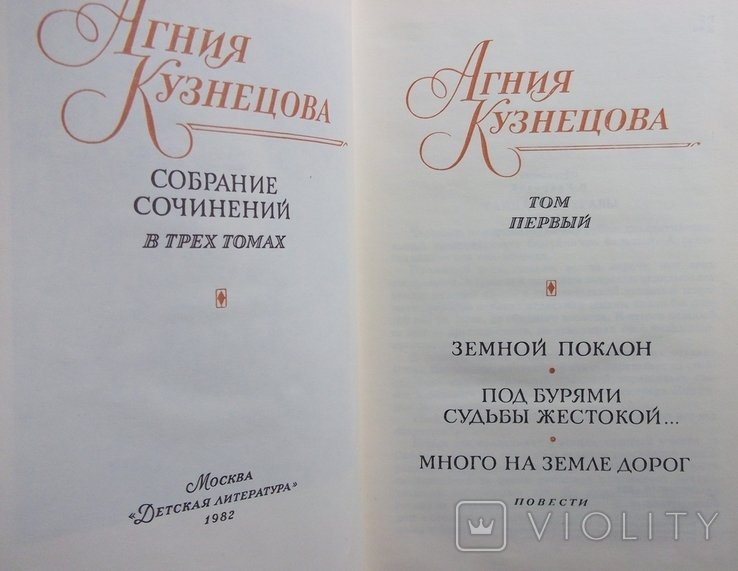 Агния
Кузнецова
СОБРАНИЕ
СОЧИНЕНИЙ
В ТРЕХ ТОМАХ
Москва
«Детская литература»
1982
Агния
Кузнецова
ТОМ
ПЕРВЫЙ
ЗЕМНОЙ ПОКЛОН
ПОД БУРЯМИ
СУДЬБЫ ЖЕСТОКОЙ...
МНОГО НА ЗЕМЛЕ ДОРОГ
ПОВЕСТИ
VIOLITY